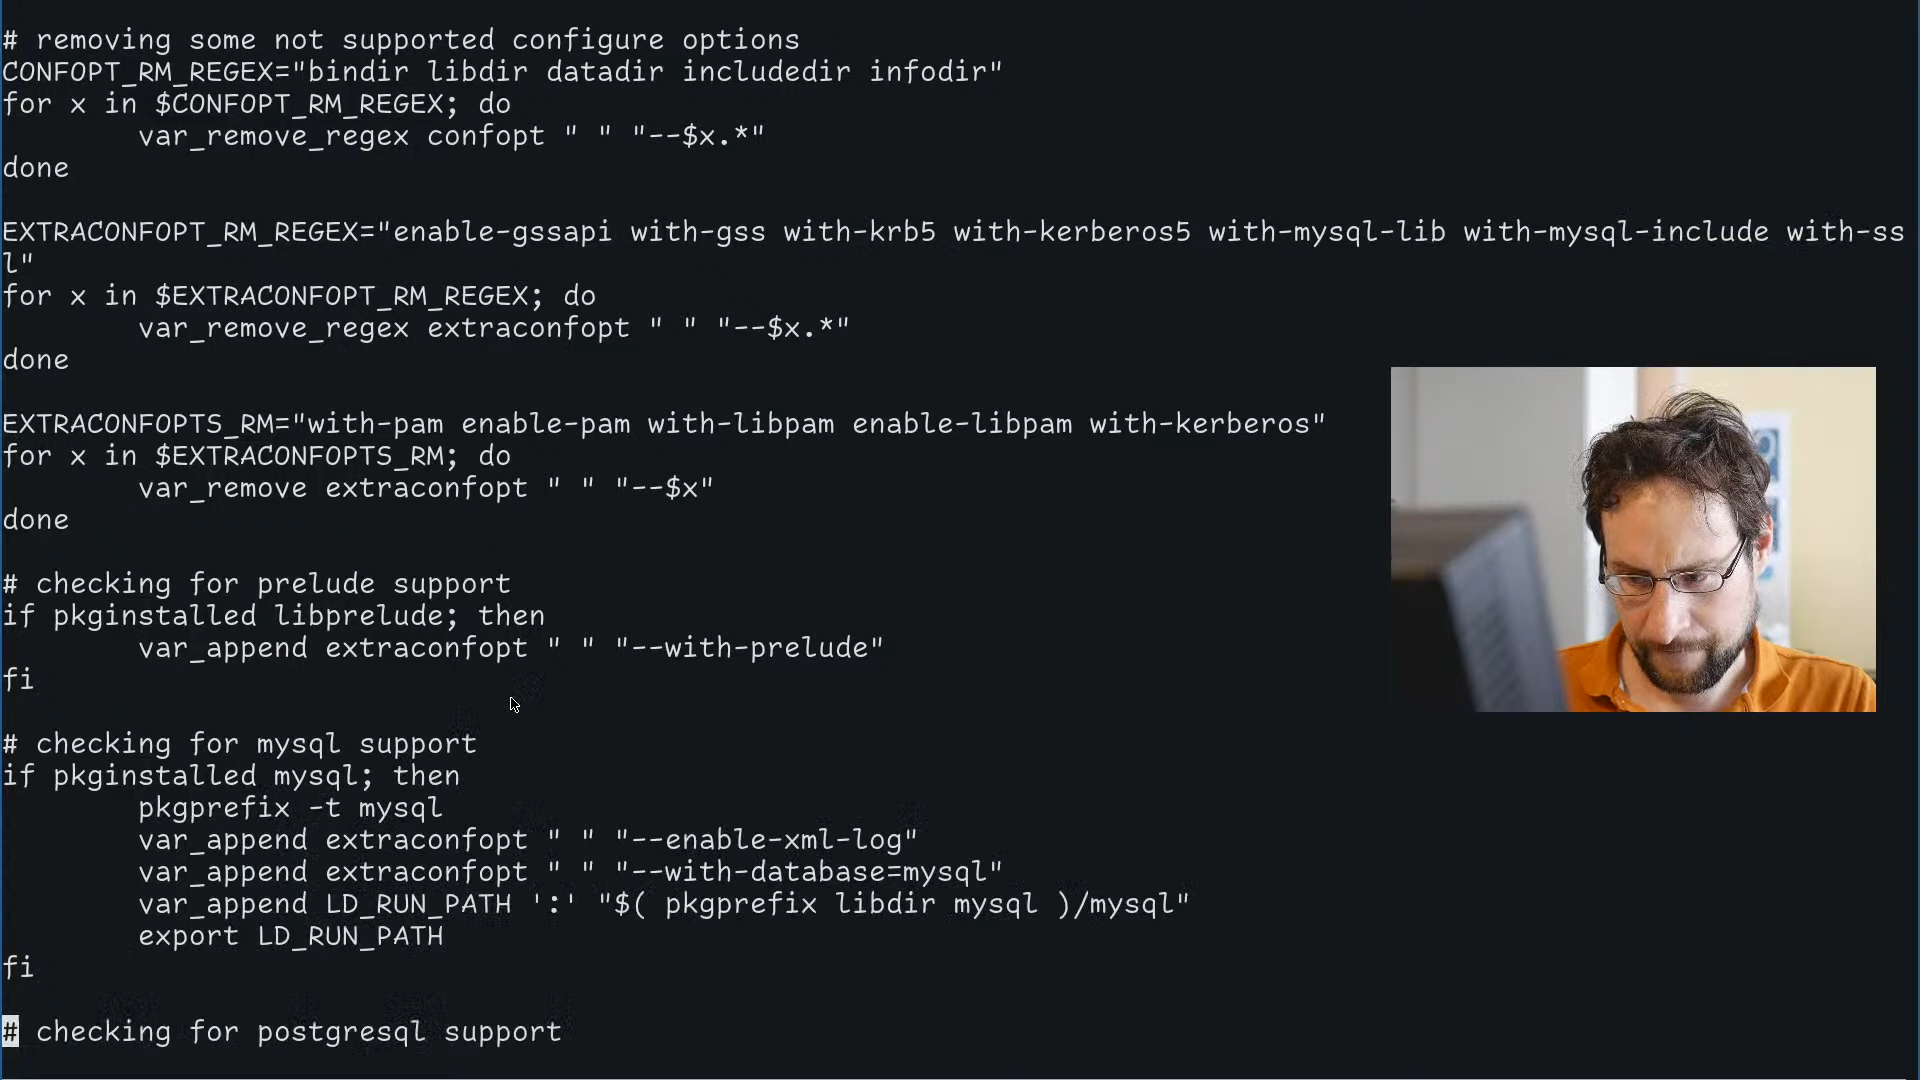 # removing some not supported configure options
CONFOPT_RM_REGEX="bindir libdir datadir includedir infodir"
for x in $CONFOPT_RM_REGEX; do
        var_remove_regex confopt " " "--$x.*"
done

EXTRACONFOPT_RM_REGEX="enable-gssapi with-gss with-krb5 with-kerberos5 with-mysql-lib with-mysql-include with-ss
l"
for x in $EXTRACONFOPT_RM_REGEX; do
        var_remove_regex extraconfopt " " "--$x.*"
done

EXTRACONFOPTS_RM="with-pam enable-pam with-libpam enable-libpam with-kerberos"
for x in $EXTRACONFOPTS_RM; do
        var_remove extraconfopt " " "--$x"
done

# checking for prelude support
if pkginstalled libprelude; then
        var_append extraconfopt " " "--with-prelude"
fi

# checking for mysql support
if pkginstalled mysql; then
        pkgprefix -t mysql
        var_append extraconfopt " " "--enable-xml-log"
        var_append extraconfopt " " "--with-database=mysql"
        var_append LD_RUN_PATH ':' "$( pkgprefix libdir mysql )/mysql"
        export LD_RUN_PATH
fi

# checking for postgresql support